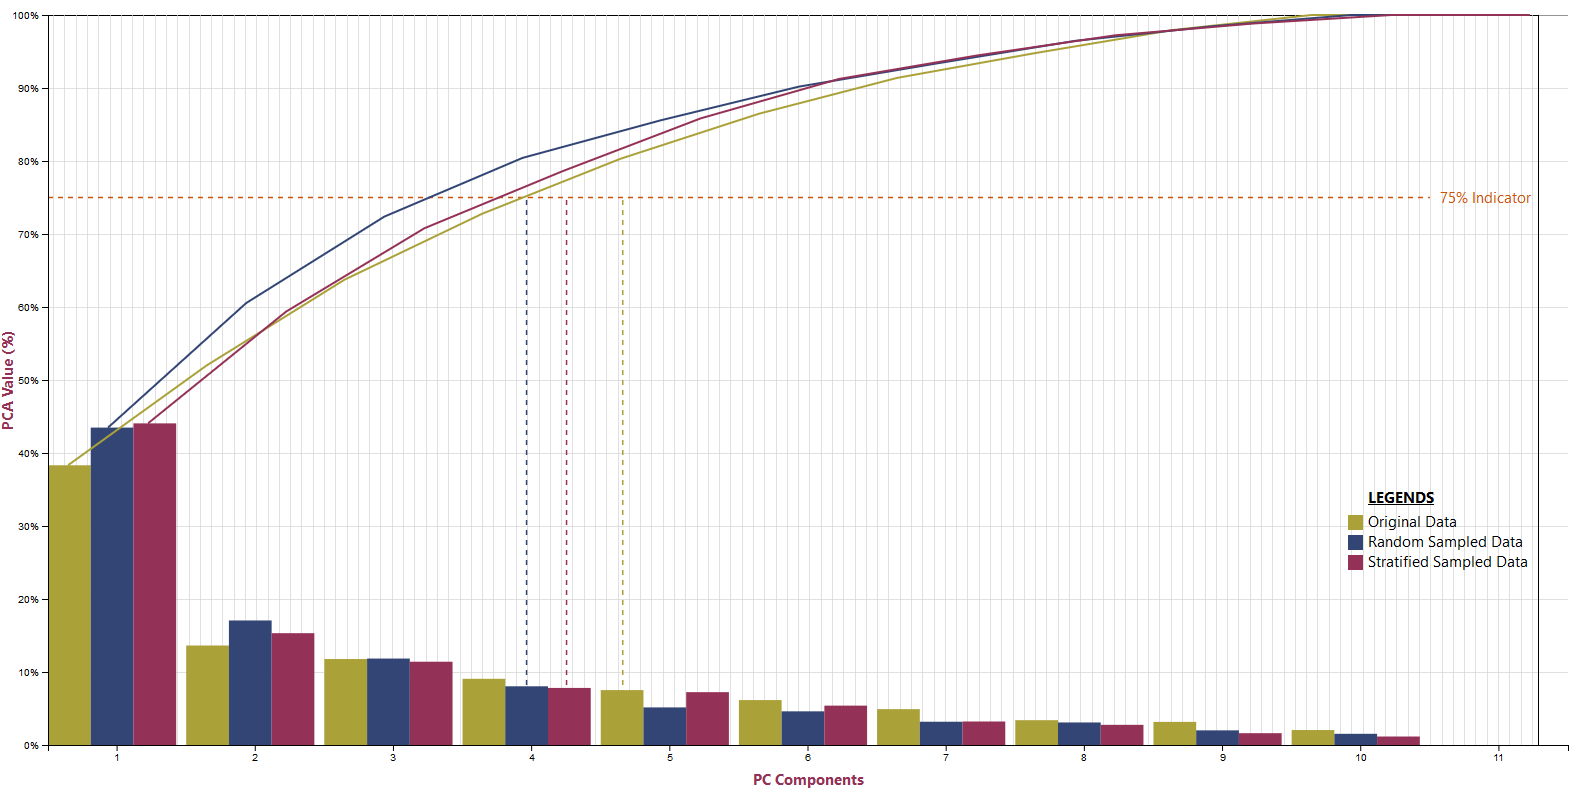 100%
90%
80%
75% Indicator
70%
60%
50%
40%
30%
20%
10%
0%
PCA Value (%)
LEGENDS
Original Data
Random Sampled Data
Stratified Sampled Data
1 2 3 4 5 6 7 8 9 10 11
PC Components